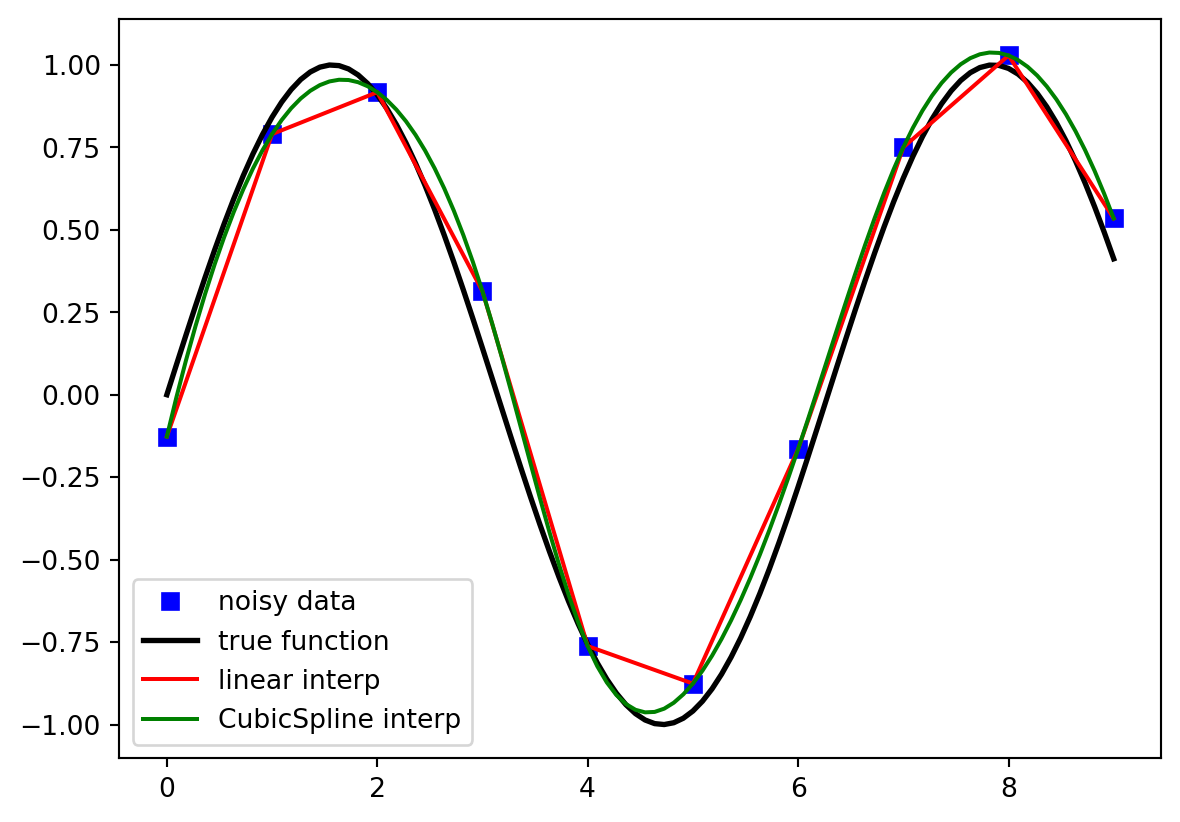 1.00
0.75
0.50
0.25
0.00
−0.25
−0.50
−0.75
−1.00
noisy data
true function
linear interp
CubicSpline interp
0 2 4 6 8